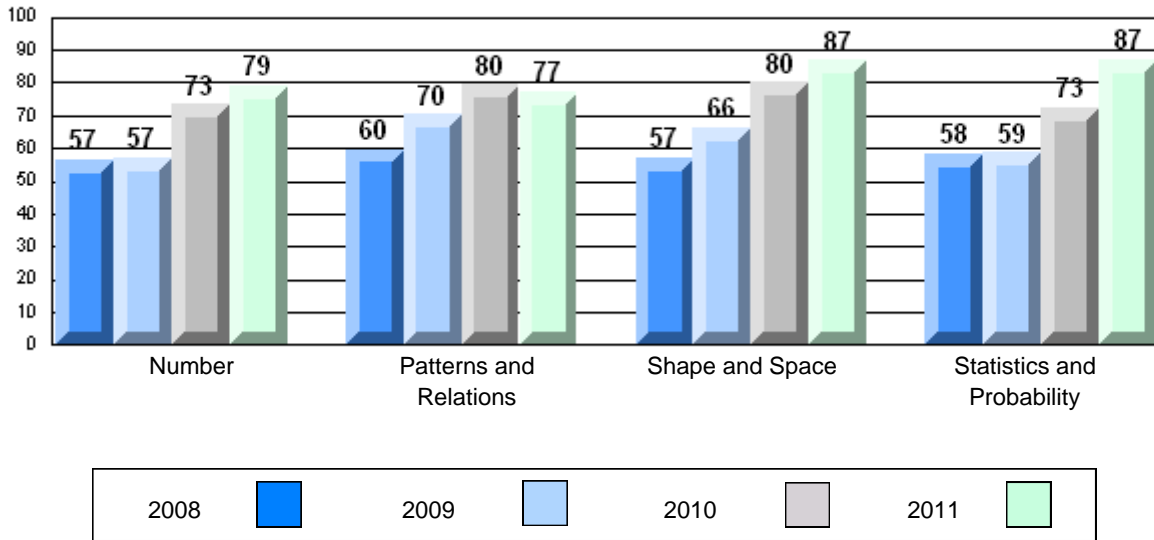 100
90
80
70
60
50
40
30
20
10
0
57 57 73 79
60 70 80 77
57 66 80 87
58 59 73 87
Number
Patterns and
Relations
Shape and Space
Statistics and
Probability
2008 2009 2010 2011